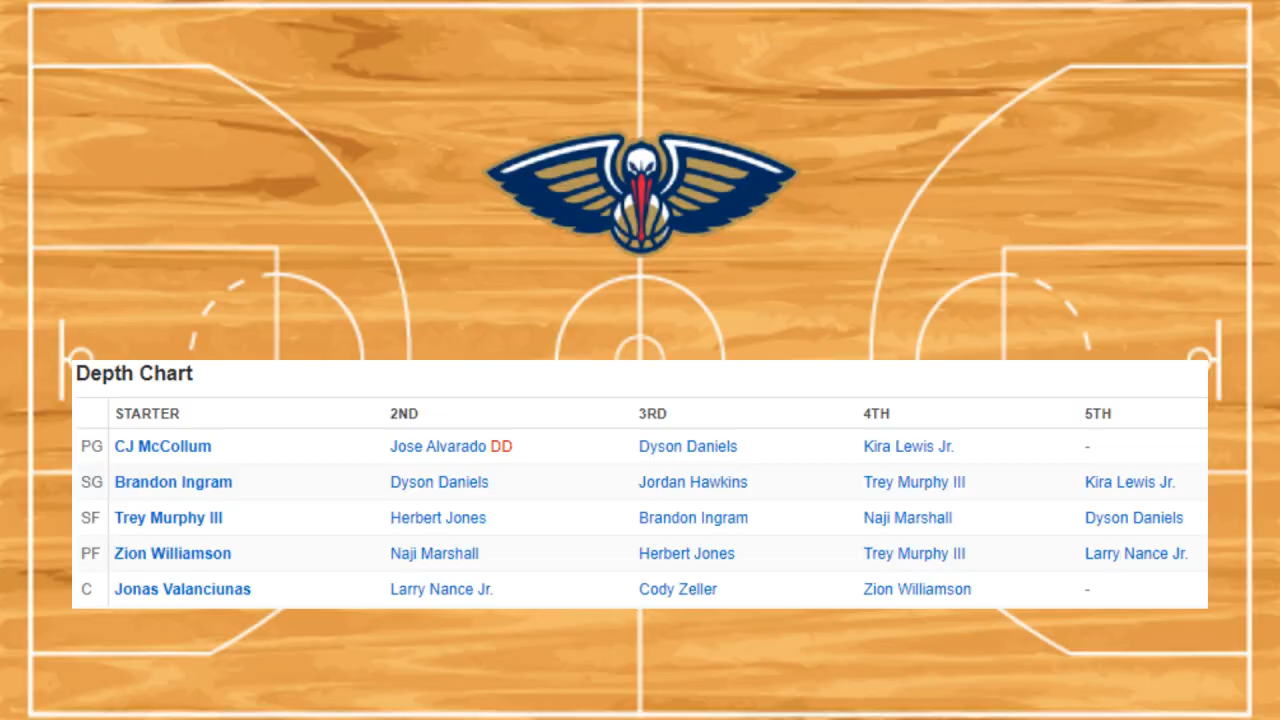 Depth Chart
STARTER 2ND 3RD 4TH 5TH
PG CJ McCollum Jose Alvarado DD Dyson Daniels Kira Lewis Jr. -
SG Brandon Ingram Dyson Daniels Jordan Hawkins Trey Murphy III Kira Lewis Jr.
SF Trey Murphy III Herbert Jones Brandon Ingram Naji Marshall Dyson Daniels
PF Zion Williamson Naji Marshall Herbert Jones Trey Murphy III Larry Nance Jr.
C Jonas Valanciunas Larry Nance Jr. Cody Zeller Zion Williamson -